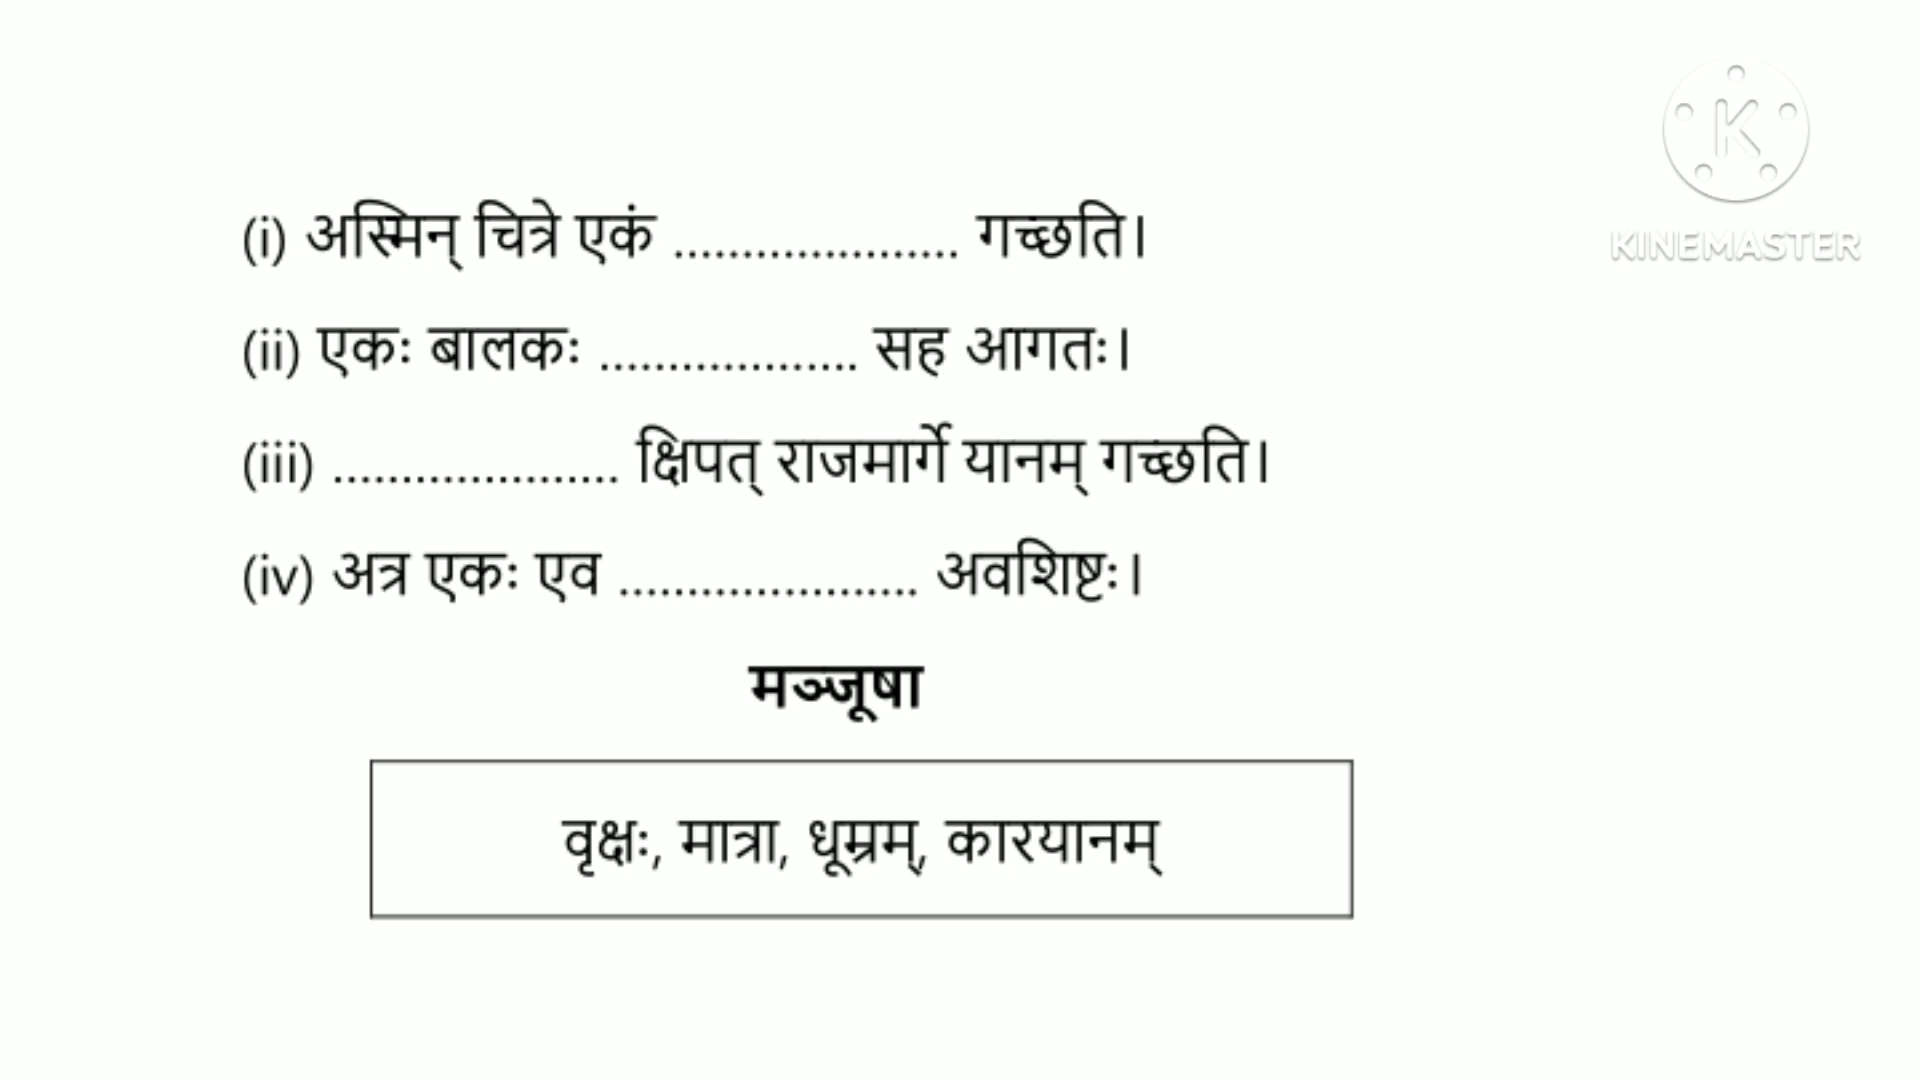 KINEMASTER
(i) अस्मिन् चित्रे एकं ..................... गच्छति।
(ii) एकः बालकः ................... सह आगतः।
(iii) ..................... क्षिपत् राजमार्गे यानम् गच्छति।
(iv) अत्र एकः एव ...................... अवशिष्टः।
मञ्जूषा
वृक्षः, मात्रा, धूम्रम्, कारयानम्